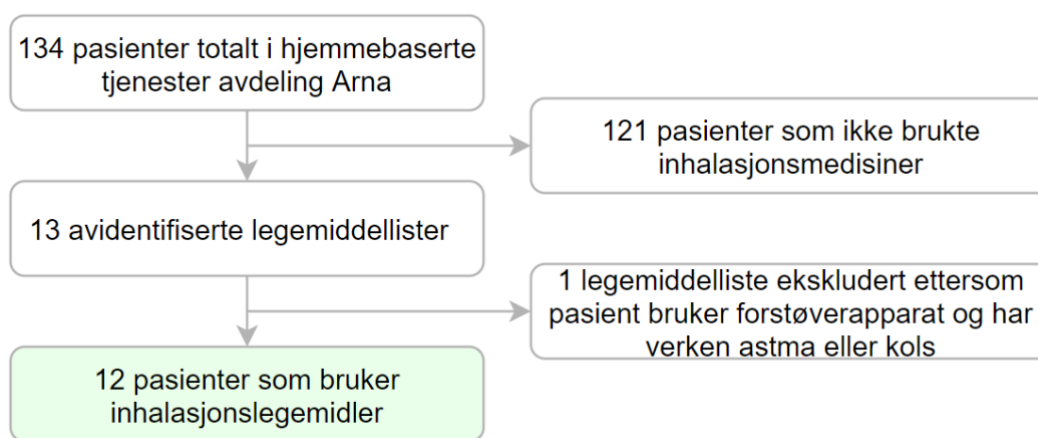 134 pasienter totalt i hjemmebaserte
tjenester avdeling Arna
121 pasienter som ikke brukte
inhalasjonsmedisiner
13 avidentifiserte legemiddellister
1 legemiddelliste ekskludert ettersom
pasient bruker forstøverapparat og har
verken astma eller kols
12 pasienter som bruker
inhalasjonslegemidler